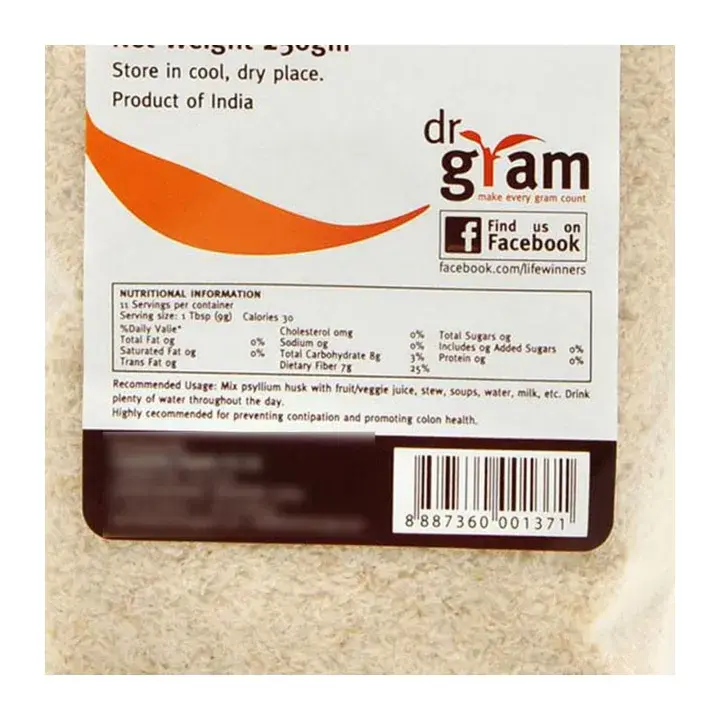 Net weight 250gm
Store in cool, dry place.
Product of India
dr
gram
make every gram count
f
Find us on
Facebook
facebook.com/lifewinners
NUTRITIONAL INFORMATION
11 Servings per container
Serving size: 1 Tbsp (9g) Calories 30
%Daily Valie*
Total Fat 0g 0%
Saturated Fat 0g 0%
Trans Fat 0g
Cholesterol 0mg 0%
Sodium 0g 0%
Total Carbohydrate 8g 3%
Dietary Fiber 7g 25%
Total Sugars 0g
Includes 0g Added Sugars 0%
Protein 0g 0%
Recommended Usage: Mix psyllium husk with fruit/veggie juice, stew, soups, water, milk, etc. Drink
plenty of water throughout the day.
Highly cecommended for preventing contipation and promoting colon health.
8 887360 001371